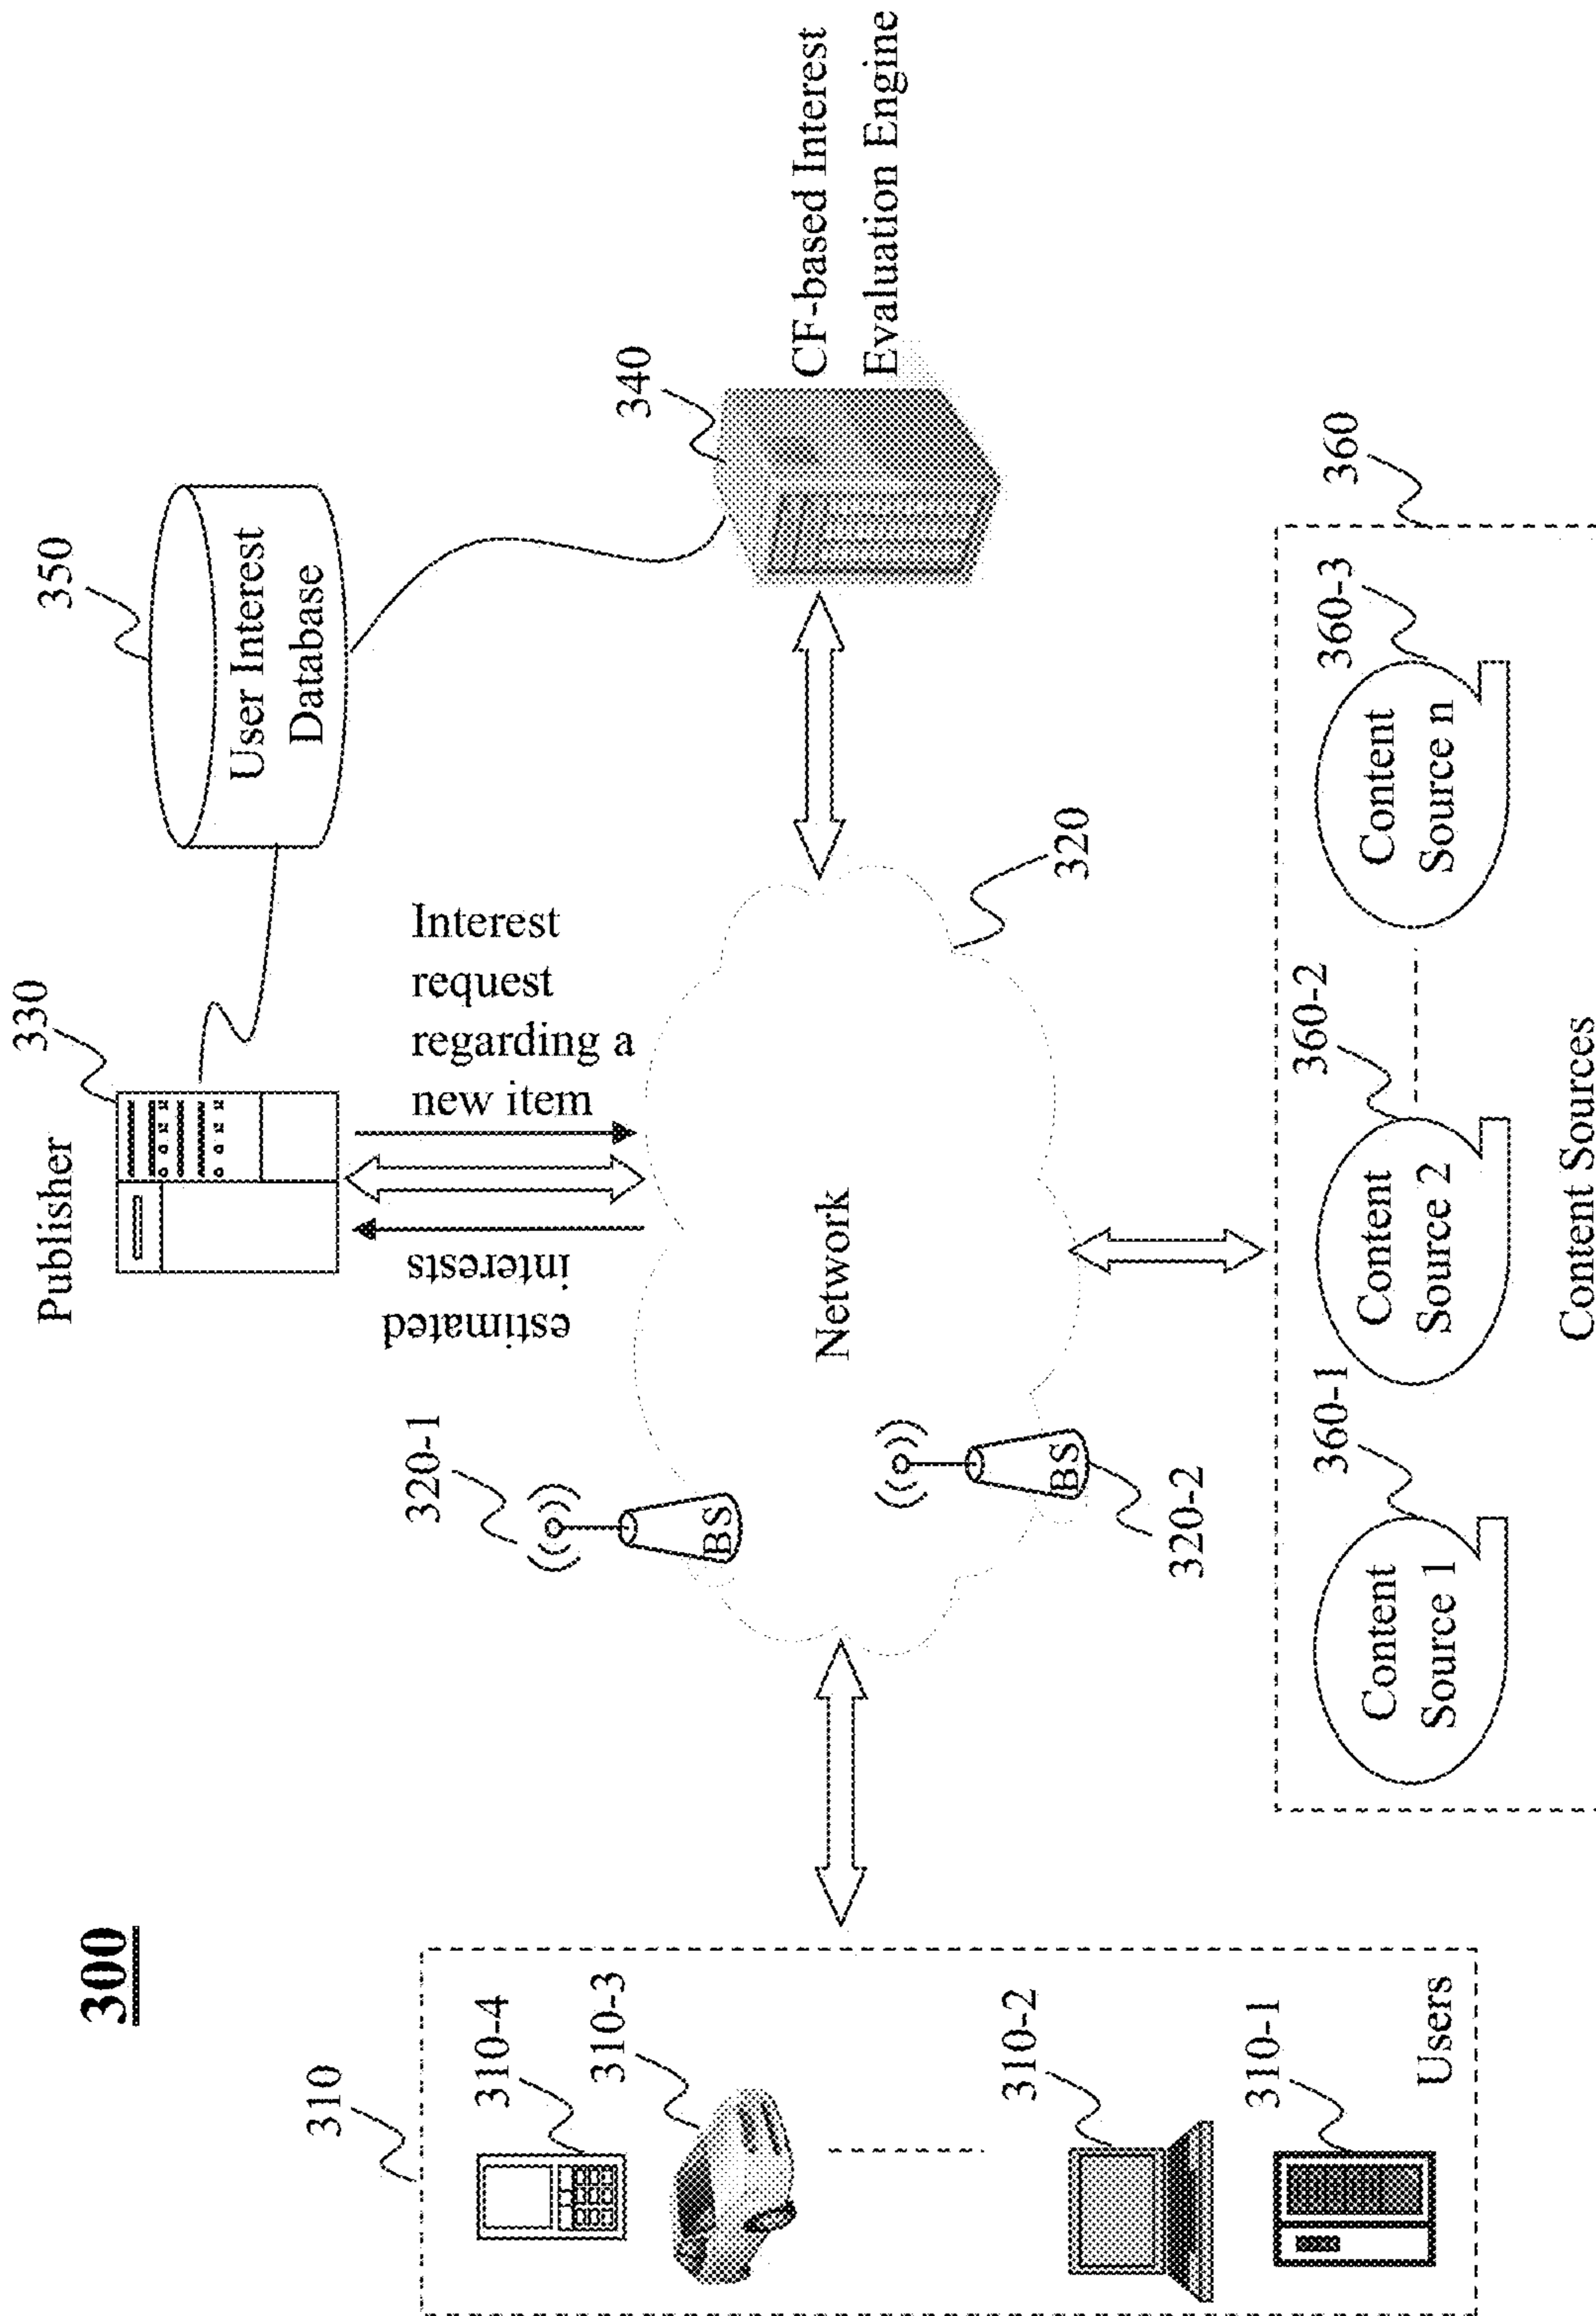 300
Publisher
330
350
User Interest
Database
310
310-4
310-3
310-2
310-1
Users
320-1
BS
320-2
BS
estimated
interests
Interest
request
regarding a
new item
Network
320
340
CF-based Interest
Evaluation Engine
360
360-1
Content
Source 1
360-2
Content
Source 2
360-3
Content
Source n
Content Sources